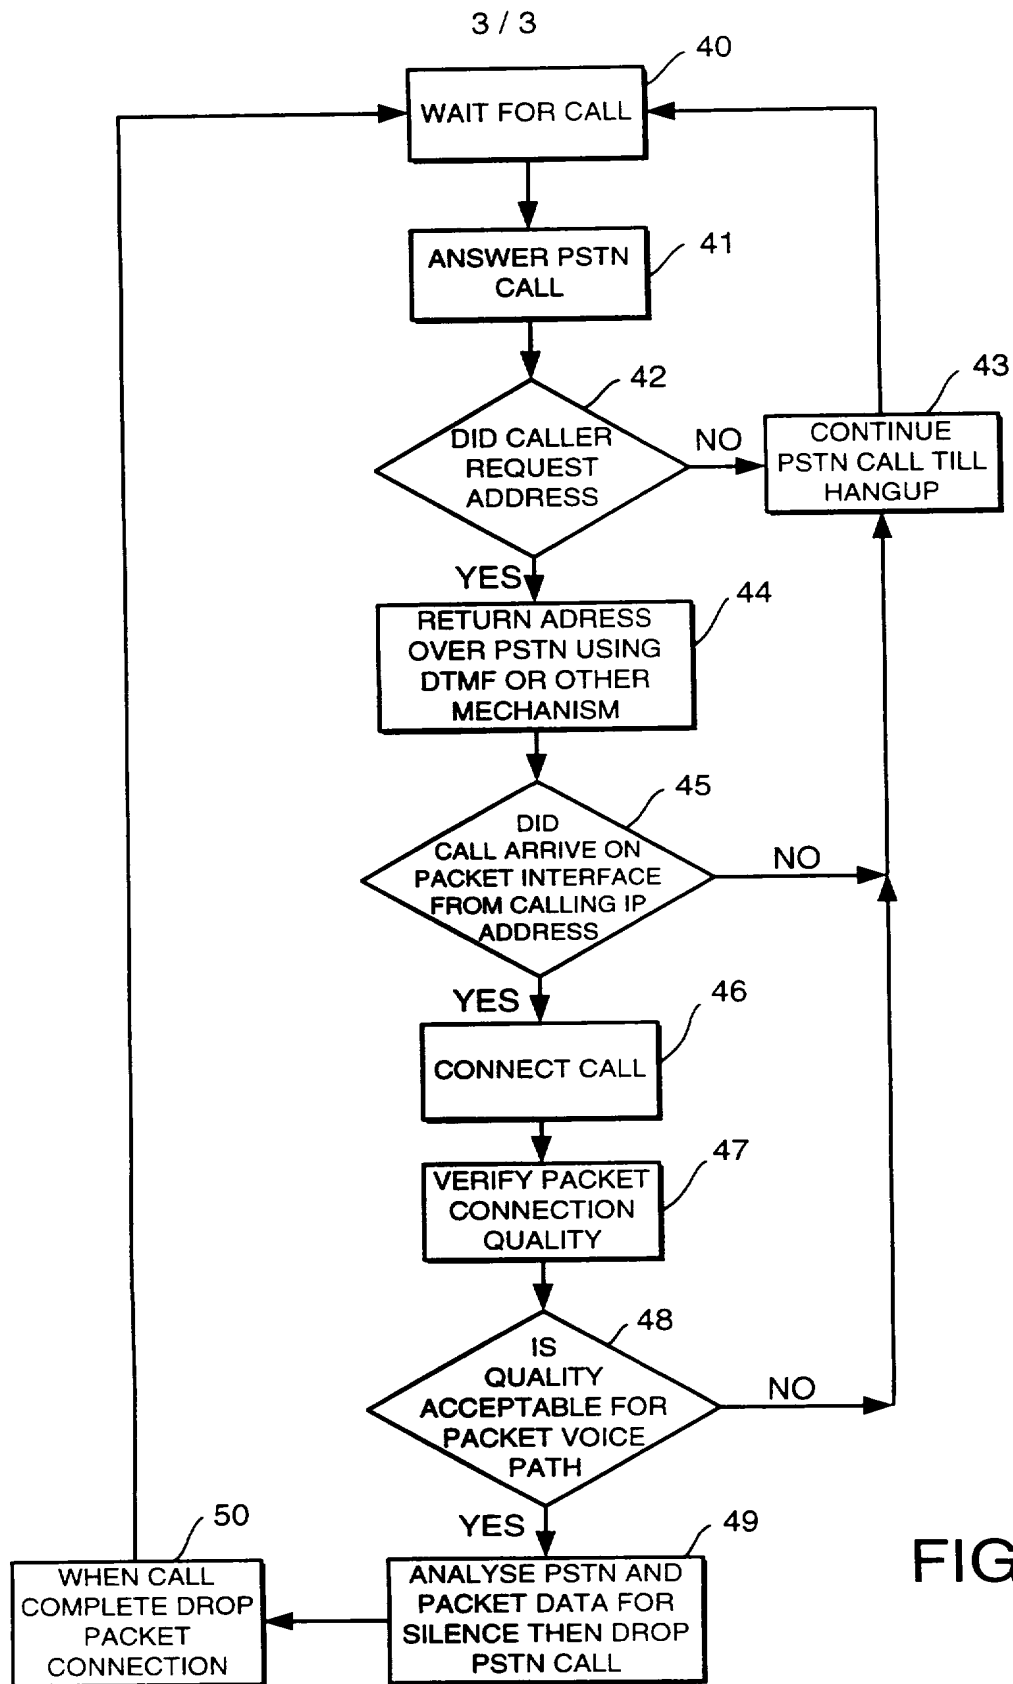 3 / 3
40
WAIT FOR CALL
41
ANSWER PSTN
CALL
42
DID CALLER
REQUEST
ADDRESS
NO
43
CONTINUE
PSTN CALL TILL
HANGUP
YES
44
RETURN ADRESS
OVER PSTN USING
DTMF OR OTHER
MECHANISM
45
DID
CALL ARRIVE ON
PACKET INTERFACE
FROM CALLING IP
ADDRESS
NO
YES
46
CONNECT CALL
47
VERIFY PACKET
CONNECTION
QUALITY
48
IS
QUALITY
ACCEPTABLE FOR
PACKET VOICE
PATH
NO
YES
49
ANALYSE PSTN AND
PACKET DATA FOR
SILENCE THEN DROP
PSTN CALL
50
WHEN CALL
COMPLETE DROP
PACKET
CONNECTION
FIG